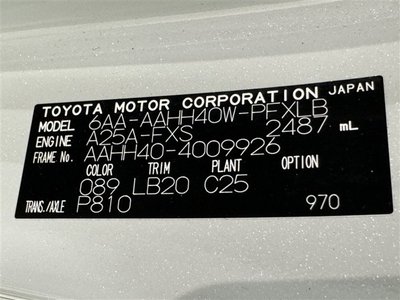 TOYOTA MOTOR CORPORATION JAPAN
MODEL 6AA-AAHH40W-PFXLB
ENGINE A25A-FXS 2487 mL
FRAME No. AAHH40-4009926
COLOR TRIM PLANT OPTION
089 LB20 C25
TRANS./AXLE P810 970